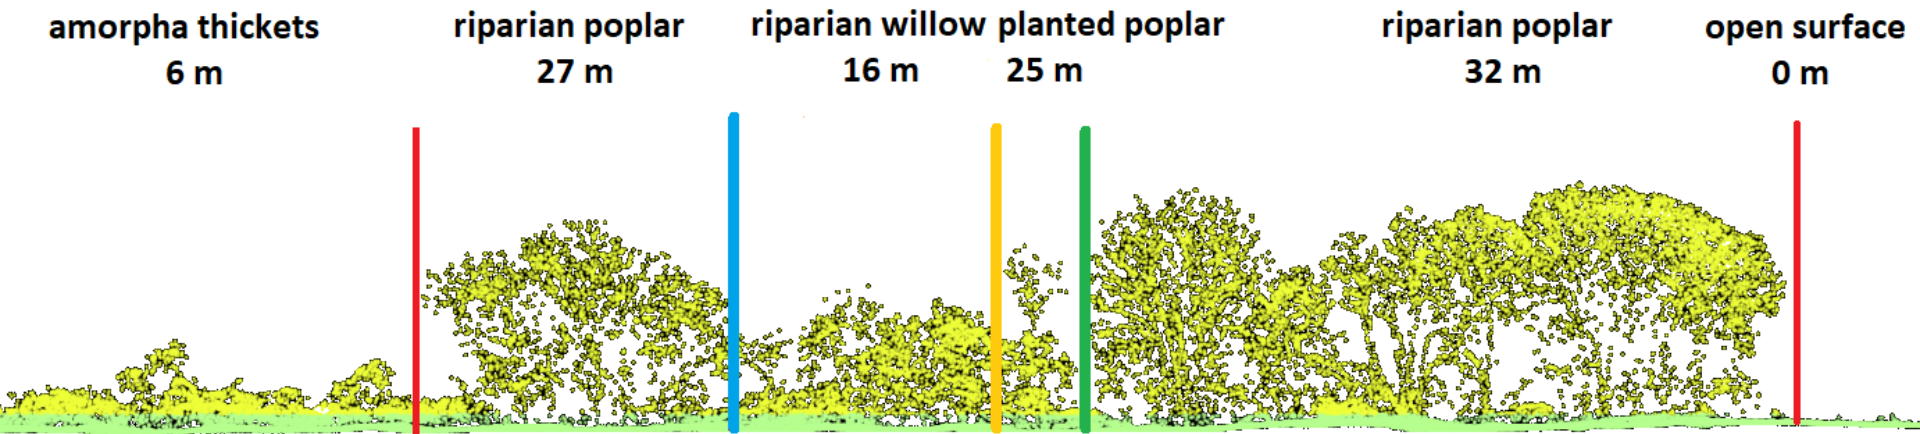 amorpha thickets riparian poplar riparian willow planted poplar riparian poplar open surface
6 m 27 m 16 m 25 m 32 m 0 m